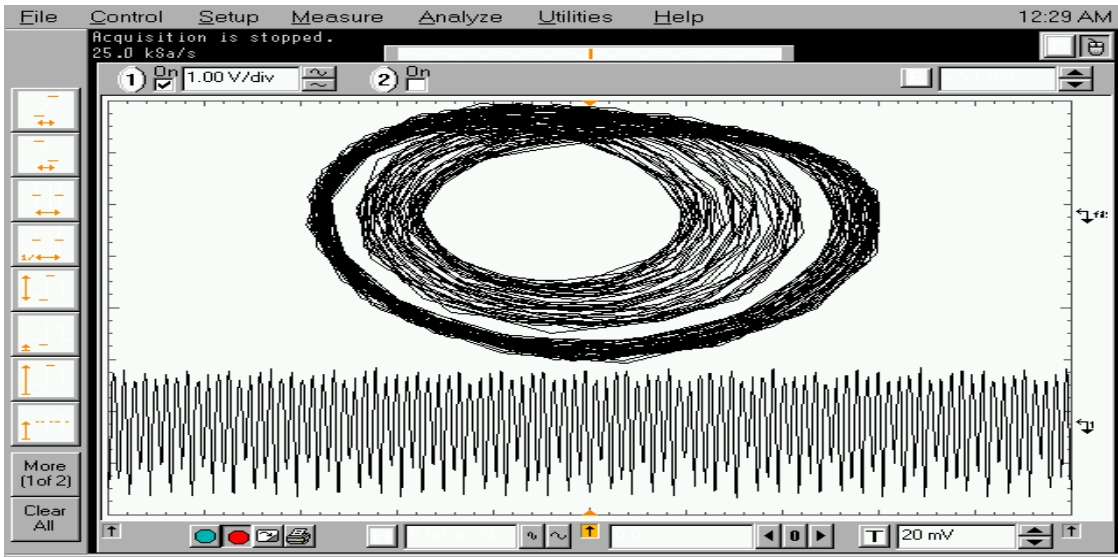 File Control Setup Measure Analyze Utilities Help 12:29 AM
Acquisition is stopped.
25.0 kSa/s
1) On 1.00 V/div 2) On
1/
More
(1 of 2)
Clear
All
0 T 20 mV